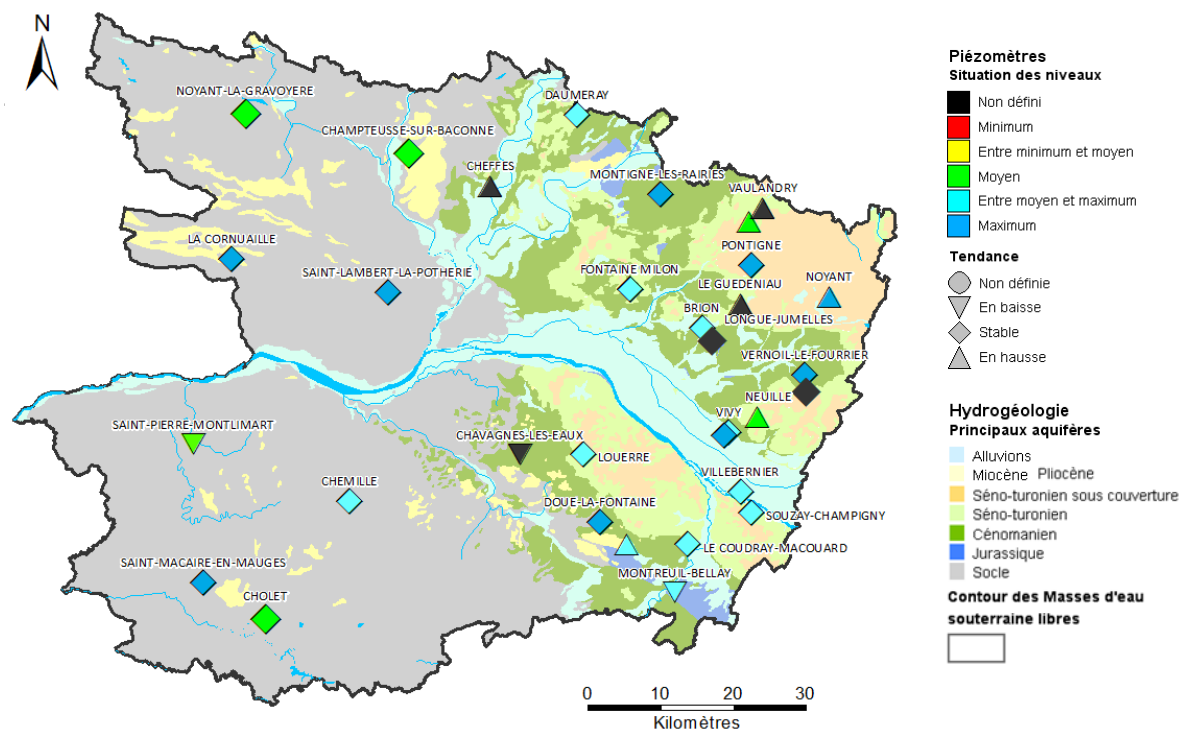 N
NOYANT-LA-GRAVOYERE
CHAMPTEUSSE-SUR-BACONNE
DAUMERAY
CHEFFES
MONTIGNE-LES-RAIRIES
VAULANDRY
LA CORNUAILLE
SAINT-LAMBERT-LA-POTHERIE
PONTIGNE
FONTAINE MILON
LE GUEDENIAU
NOYANT
BRION
LONGUE-JUMELLES
VERNOIL-LE-FOURRIER
NEUILLE
VIVY
SAINT-PIERRE-MONTLIMART
CHAVAGNES-LES-EAUX
LOUERRE
CHEMILLE
VILLEBERNIER
DOUE-LA-FONTAINE
SOUZAY-CHAMPIGNY
LE COUDRAY-MACOUARD
SAINT-MACAIRE-EN-MAUGES
MONTREUIL-BELLAY
CHOLET
0 10 20 30
Kilomètres
Piézomètres
Situation des niveaux
Non défini
Minimum
Entre minimum et moyen
Moyen
Entre moyen et maximum
Maximum
Tendance
Non définie
En baisse
Stable
En hausse
Hydrogéologie
Principaux aquifères
Alluvions
Miocène Pliocène
Séno-turonien sous couverture
Séno-turonien
Cénomanien
Jurassique
Socle
Contour des Masses d'eau
souterraine libres